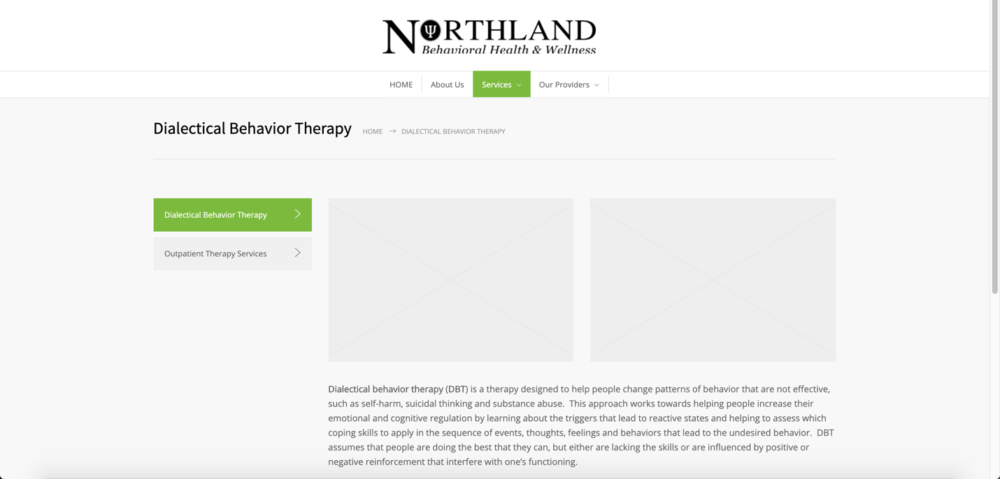 NORTHLAND
Behavioral Health & Wellness
HOME About Us Services Our Providers
Dialectical Behavior Therapy HOME → DIALECTICAL BEHAVIOR THERAPY
Dialectical Behavior Therapy
Outpatient Therapy Services
Dialectical behavior therapy (DBT) is a therapy designed to help people change patterns of behavior that are not effective,
such as self-harm, suicidal thinking and substance abuse.  This approach works towards helping people increase their
emotional and cognitive regulation by learning about the triggers that lead to reactive states and helping to assess which
coping skills to apply in the sequence of events, thoughts, feelings and behaviors that lead to the undesired behavior.  DBT
assumes that people are doing the best that they can, but either are lacking the skills or are influenced by positive or
negative reinforcement that interfere with one’s functioning.